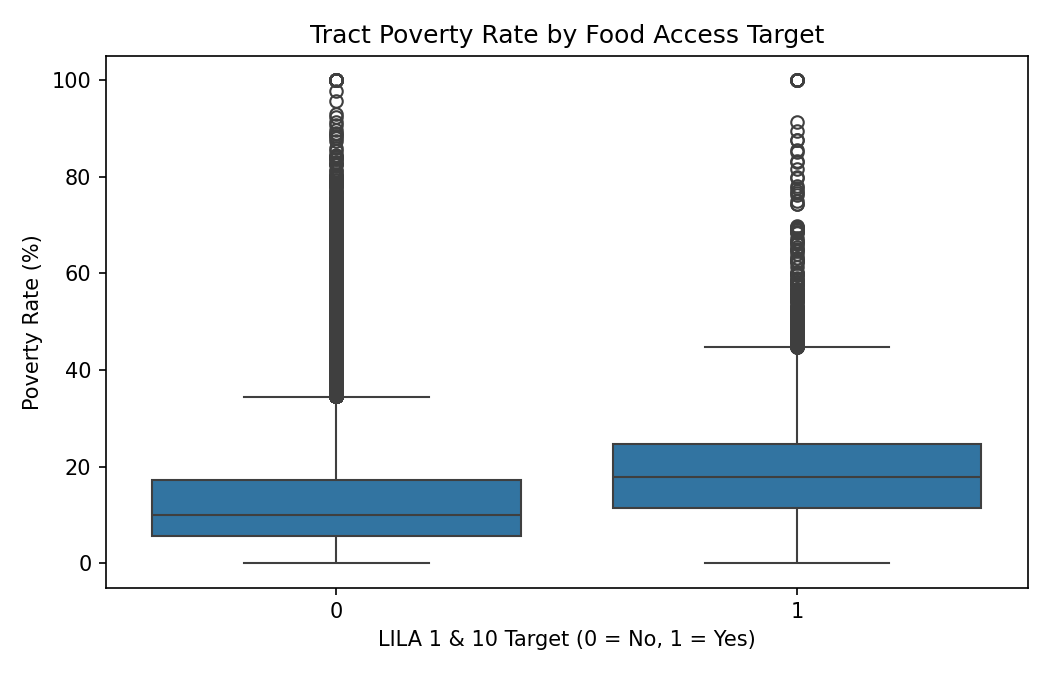 Tract Poverty Rate by Food Access Target
Poverty Rate (%)
100
80
60
40
20
0
0
1
LILA 1 & 10 Target (0 = No, 1 = Yes)